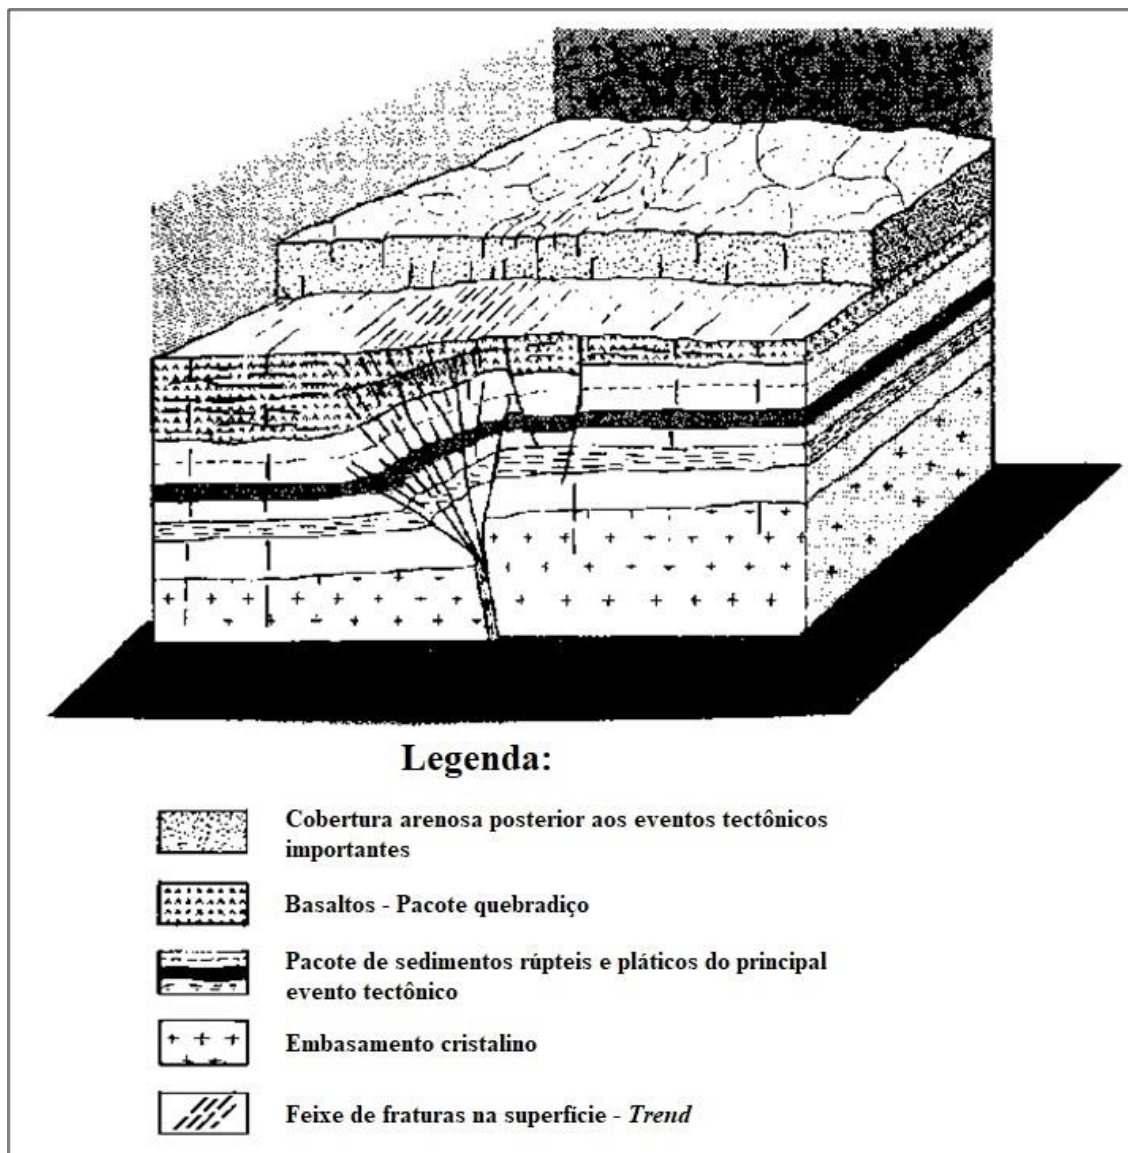 Legenda:
Cobertura arenosa posterior aos eventos tectônicos
importantes
Basaltos - Pacote quebradiço
Pacote de sedimentos rúpteis e pláticos do principal
evento tectônico
Embasamento cristalino
Feixe de fraturas na superfície - Trend